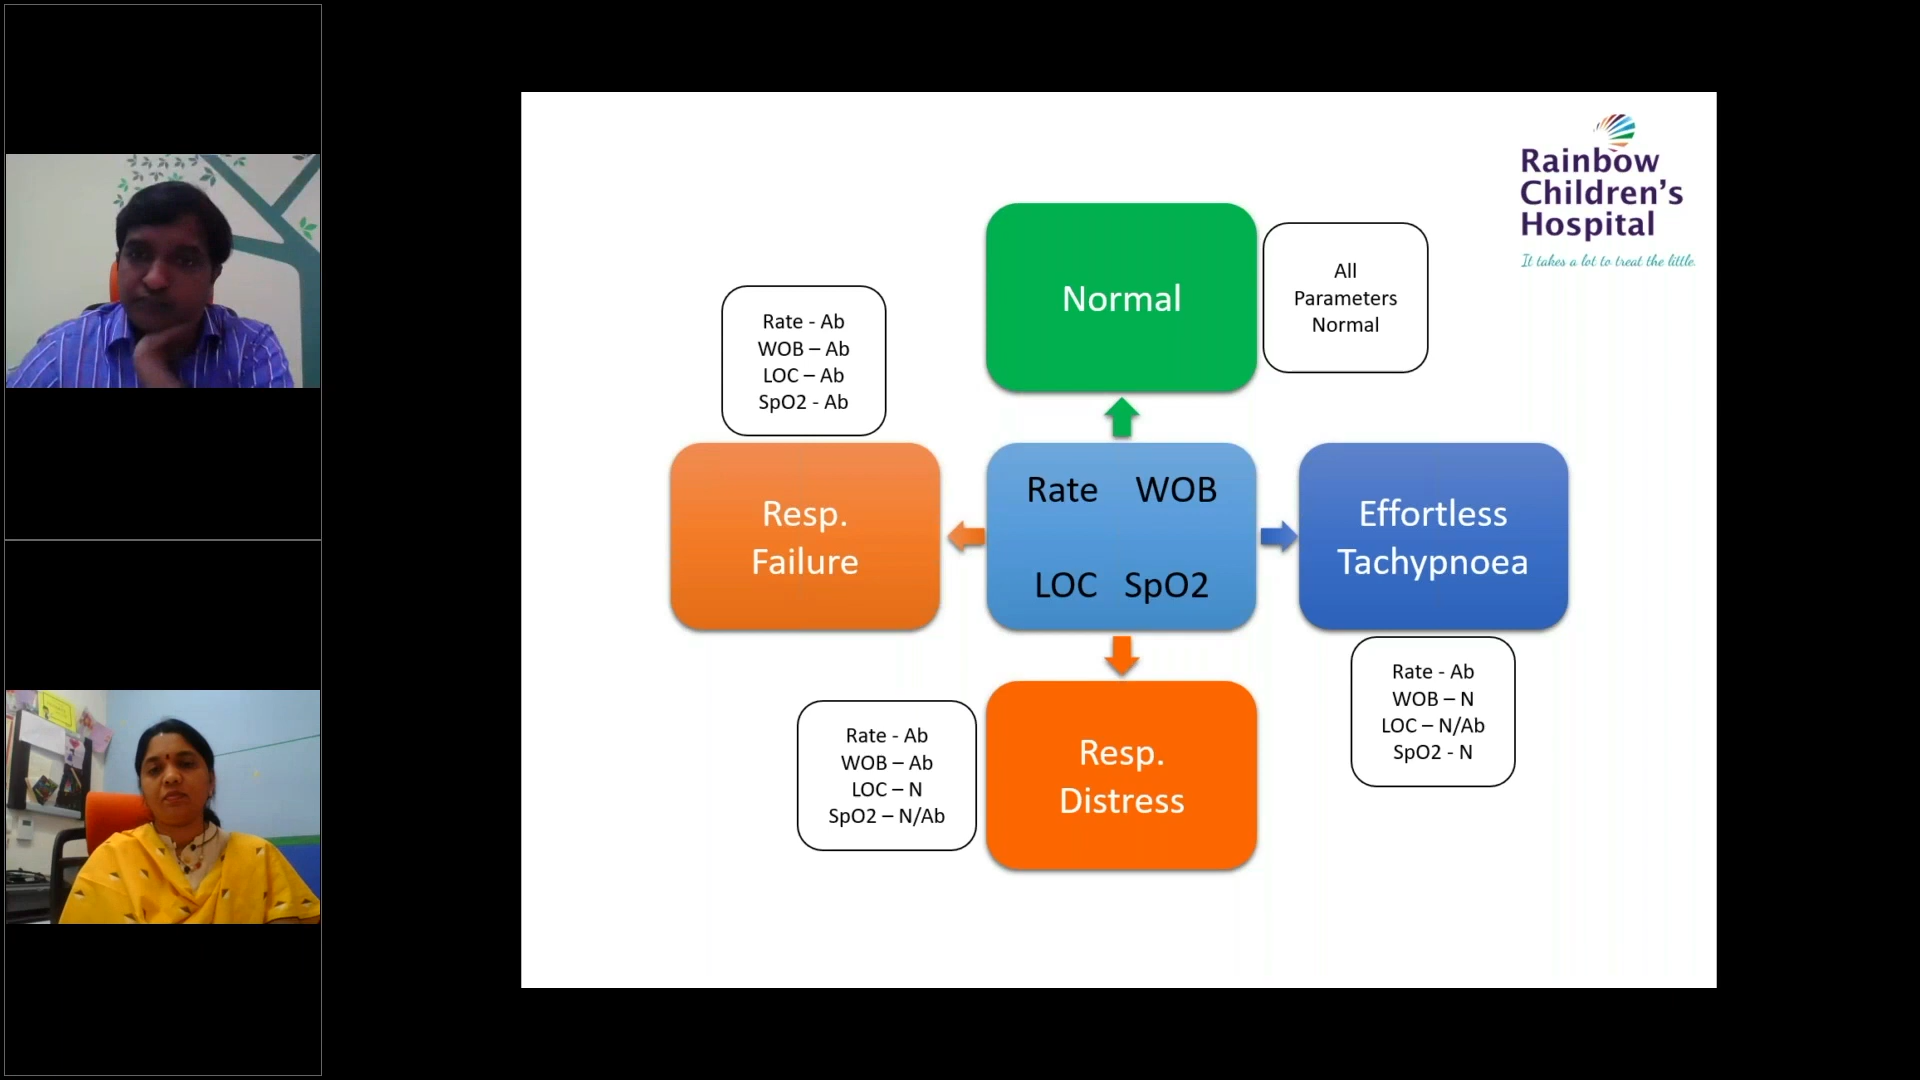 Rainbow
Children's
Hospital
It takes a lot to treat the little.
Normal
All
Parameters
Normal
Rate - Ab
WOB – Ab
LOC – Ab
SpO2 - Ab
Resp.
Failure
Rate WOB
LOC SpO2
Effortless
Tachypnoea
Rate - Ab
WOB – N
LOC – N/Ab
SpO2 - N
Rate - Ab
WOB – Ab
LOC – N
SpO2 – N/Ab
Resp.
Distress